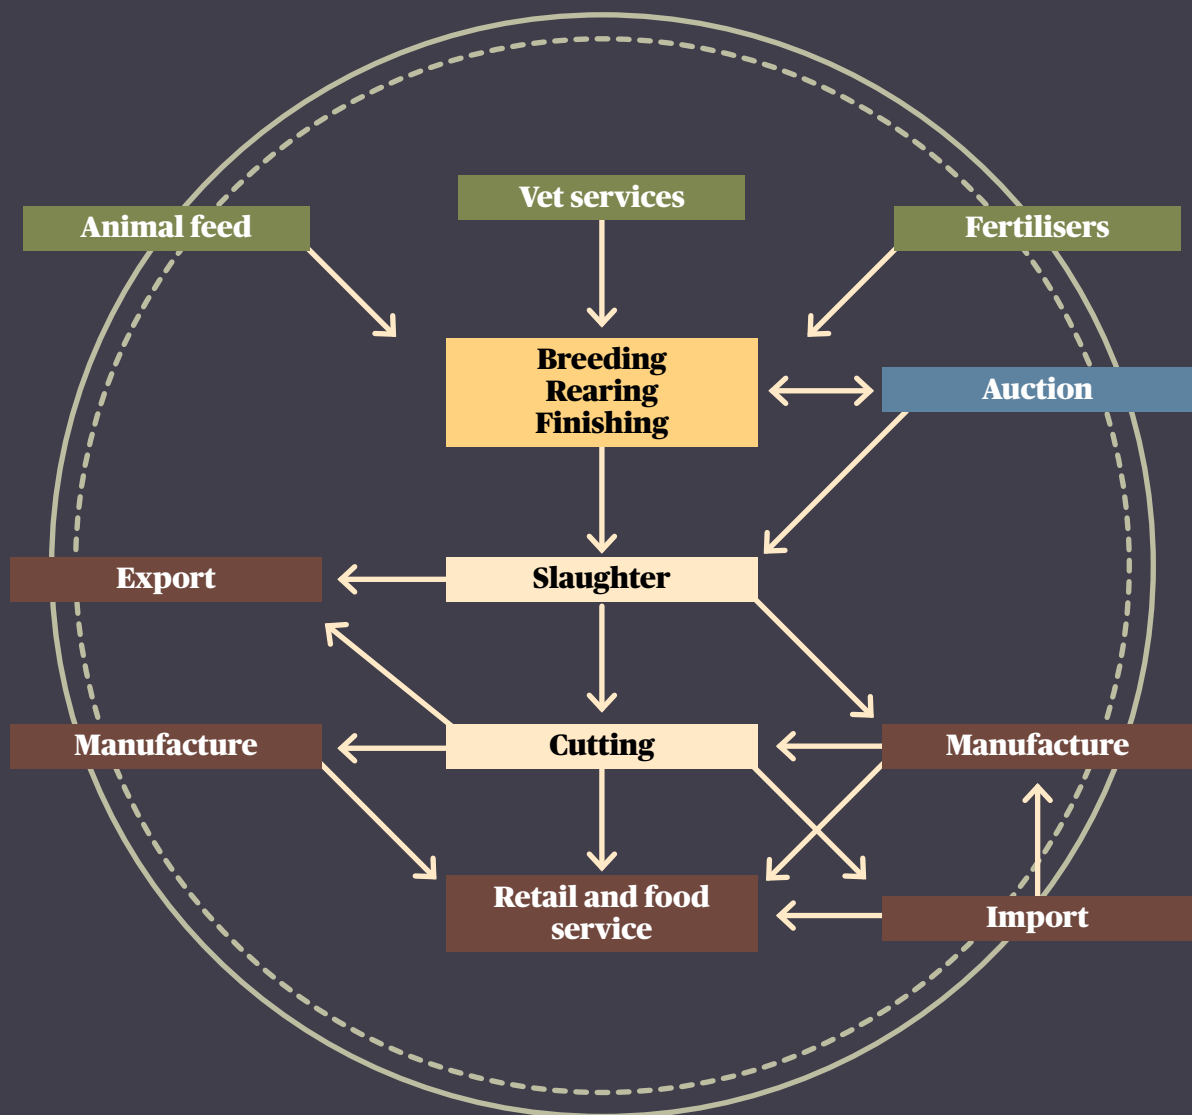 Vet services
Animal feed
Fertilisers
Breeding
Rearing
Finishing
Auction
Export
Slaughter
Manufacture
Cutting
Manufacture
Retail and food
service
Import